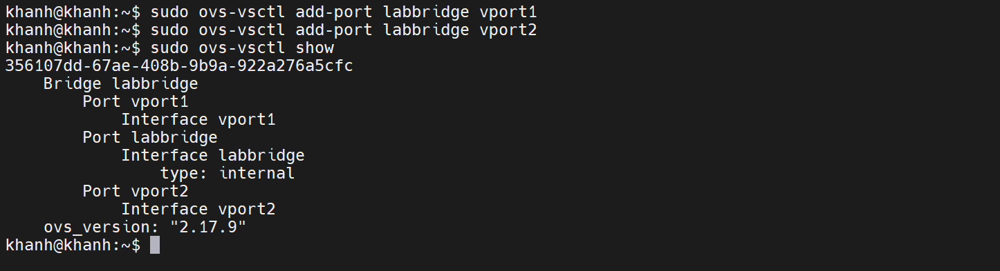 khanh@khanh:~$ sudo ovs-vsctl add-port labbridge vport1
khanh@khanh:~$ sudo ovs-vsctl add-port labbridge vport2
khanh@khanh:~$ sudo ovs-vsctl show
356107dd-67ae-408b-9b9a-922a276a5cfc
    Bridge labbridge
        Port vport1
            Interface vport1
        Port labbridge
            Interface labbridge
                type: internal
        Port vport2
            Interface vport2
    ovs_version: "2.17.9"
khanh@khanh:~$